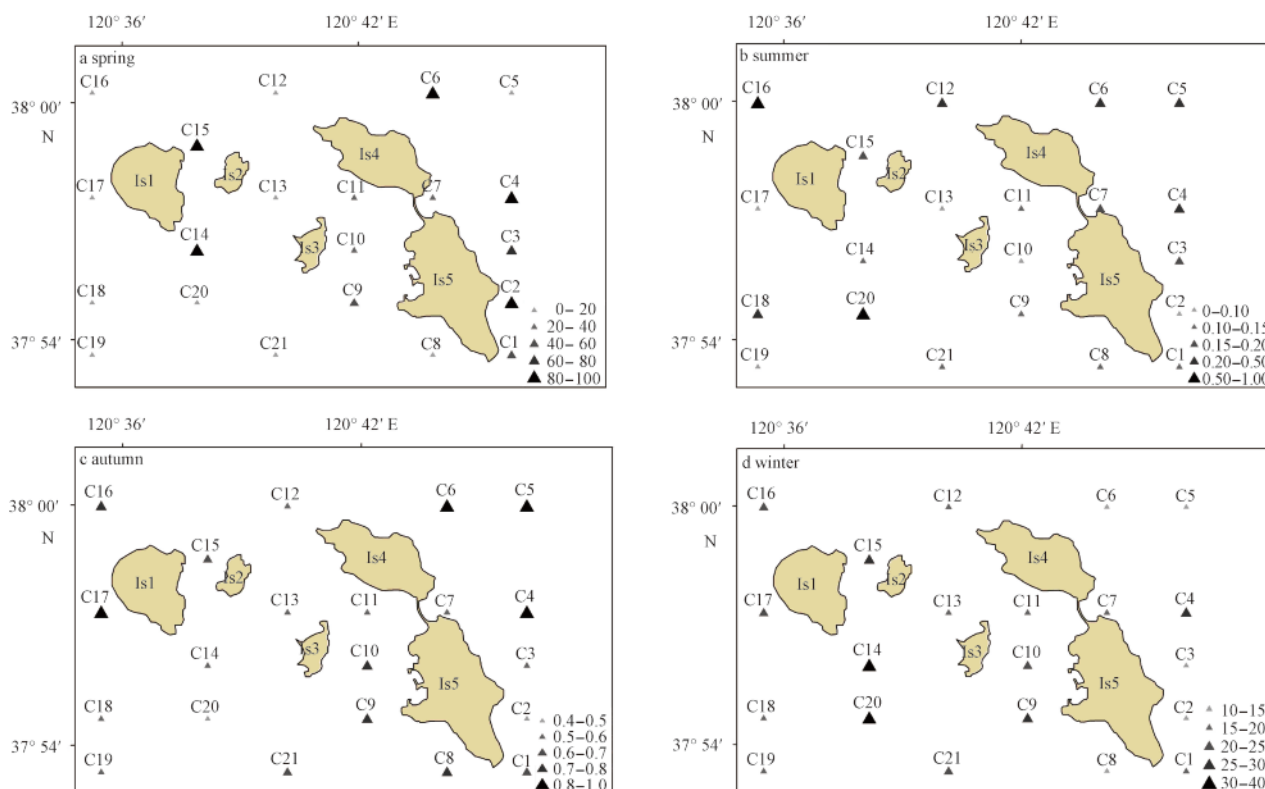 120° 36′ 120° 42′ E
a spring
C16 C12 C6 C5
38° 00′
N
C15
Is1 Is2 Is4
C17 C13 C11 C7 C4
C14 Is3 C10 C3
Is5
C18 C20 C9 C2
0–20
20–40
37° 54′
C19 C21 C8 C1
40–60
60–80
80–100
120° 36′ 120° 42′ E
b summer
C16 C12 C6 C5
38° 00′
N
C15
Is1 Is2 Is4
C17 C13 C11 C7 C4
C14 Is3 C10 C3
Is5
C18 C20 C9 C2
0–0.10
0.10–0.15
37° 54′
C19 C21 C8 C1
0.15–0.20
0.20–0.50
0.50–1.00
120° 36′ 120° 42′ E
c autumn
C16 C12 C6 C5
38° 00′
N
C15
Is1 Is2 Is4
C17 C13 C11 C7 C4
C14 Is3 C10 C3
Is5
C18 C20 C9 C2
0.4–0.5
0.5–0.6
37° 54′
C19 C21 C8 C1
0.6–0.7
0.7–0.8
0.8–1.0
120° 36′ 120° 42′ E
d winter
C16 C12 C6 C5
38° 00′
N
C15
Is1 Is2 Is4
C17 C13 C11 C7 C4
C14 Is3 C10 C3
Is5
C18 C20 C9 C2
10–15
15–20
37° 54′
C19 C21 C8 C1
20–25
25–30
30–40